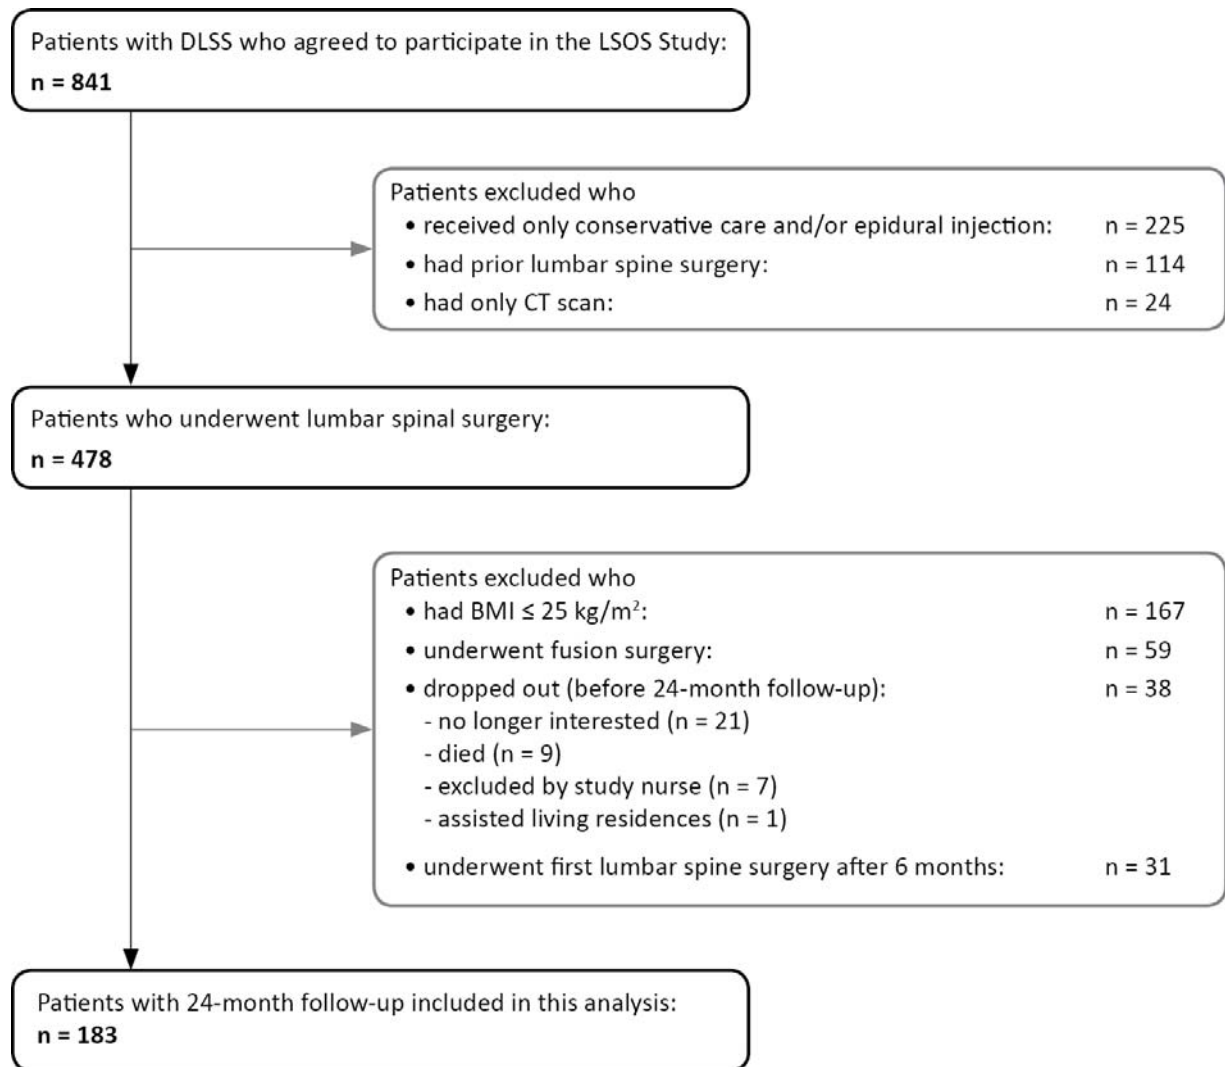 Patients with DLSS who agreed to participate in the LSOS Study:
n = 841
Patients excluded who
• received only conservative care and/or epidural injection: n = 225
• had prior lumbar spine surgery: n = 114
• had only CT scan: n = 24
Patients who underwent lumbar spinal surgery:
n = 478
Patients excluded who
• had BMI ≤ 25 kg/m²: n = 167
• underwent fusion surgery: n = 59
• dropped out (before 24-month follow-up): n = 38
- no longer interested (n = 21)
- died (n = 9)
- excluded by study nurse (n = 7)
- assisted living residences (n = 1)
• underwent first lumbar spine surgery after 6 months: n = 31
Patients with 24-month follow-up included in this analysis:
n = 183